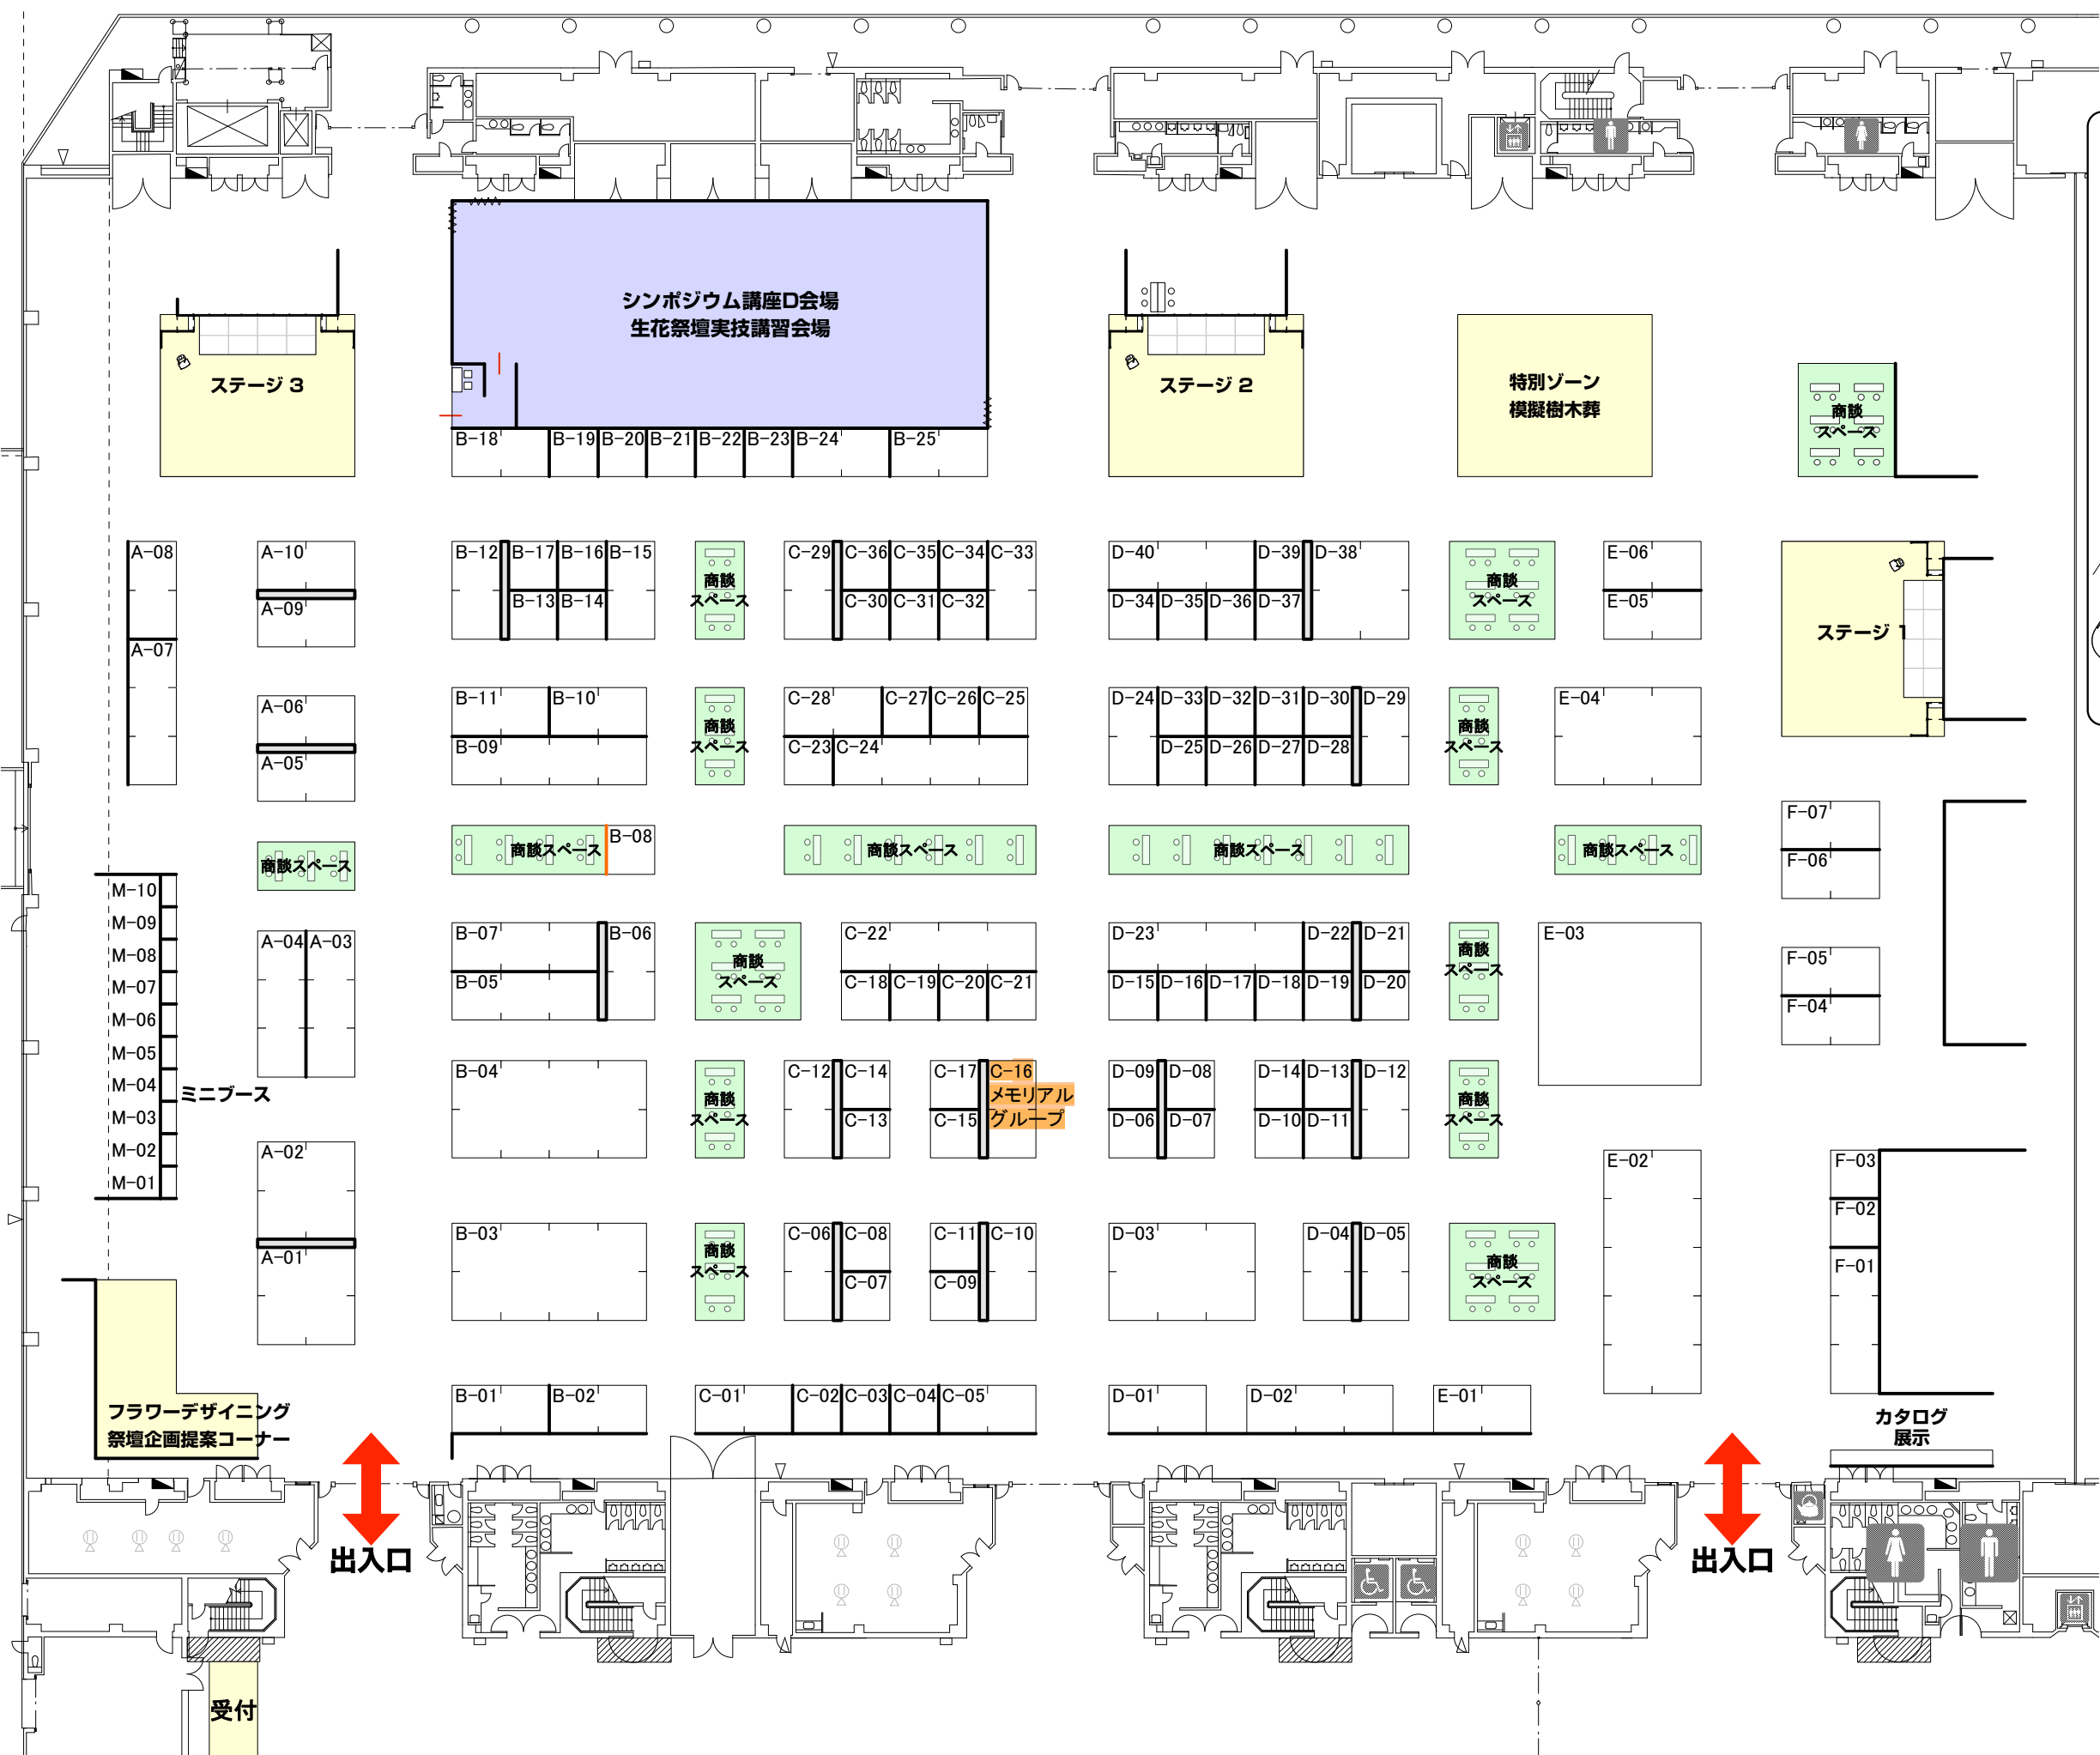 シンポジウム講座D会場
生花祭壇実技講習会場
ステージ 3
ステージ 2
特別ゾーン
模擬樹木葬
商談
スペース
B-18 B-19 B-20 B-21 B-22 B-23 B-24 B-25
A-08 A-10 B-12 B-17 B-16 B-15 C-29 C-36 C-35 C-34 C-33 D-40 D-39 D-38 E-06
商談
スペース
商談
スペース
A-09 B-13 B-14 C-30 C-31 C-32 D-34 D-35 D-36 D-37 E-05
ステージ 1
A-07
A-06 B-11 B-10 C-28 C-27 C-26 C-25 D-24 D-33 D-32 D-31 D-30 D-29 E-04
商談
スペース
商談
スペース
A-05 B-09 C-23 C-24 D-25 D-26 D-27 D-28
F-07
商談スペース B-08 商談スペース 商談スペース 商談スペース
F-06
商談スペース
M-10
M-09
M-08
M-07
M-06
M-05
M-04
M-03
M-02
M-01
ミニブース
A-04 A-03 B-07 B-06 C-22 D-23 D-22 D-21 E-03
商談
スペース
商談
スペース
F-05
B-05 C-18 C-19 C-20 C-21 D-15 D-16 D-17 D-18 D-19 D-20
F-04
B-04 C-12 C-14 C-17 C-16 D-09 D-08 D-14 D-13 D-12
メモリアル
グループ
商談
スペース
商談
スペース
C-13 C-15 D-06 D-07 D-10 D-11
A-02 E-02 F-03
F-02
B-03 C-06 C-08 C-11 C-10 D-03 D-04 D-05
商談
スペース
商談
スペース
A-01 C-07 C-09 F-01
B-01 B-02 C-01 C-02 C-03 C-04 C-05 D-01 D-02 E-01
フラワーデザイニング
祭壇企画提案コーナー
カタログ
展示
出入口
出入口
受付